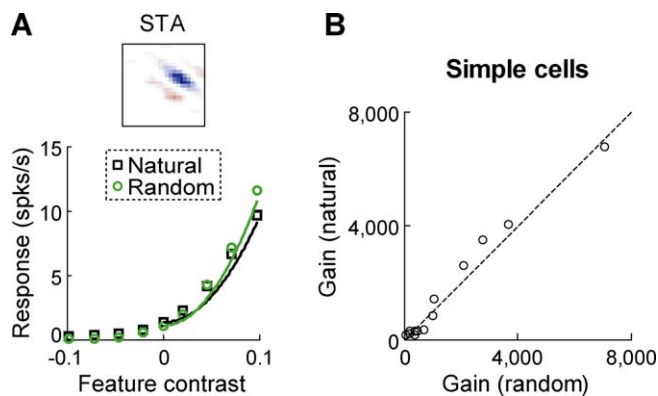 A
STA
Response (spks/s)
15
10
5
0
Natural
Random
-0.1
0
0.1
Feature contrast
B
Simple cells
Gain (natural)
8,000
4,000
0
0
4,000
8,000
Gain (random)